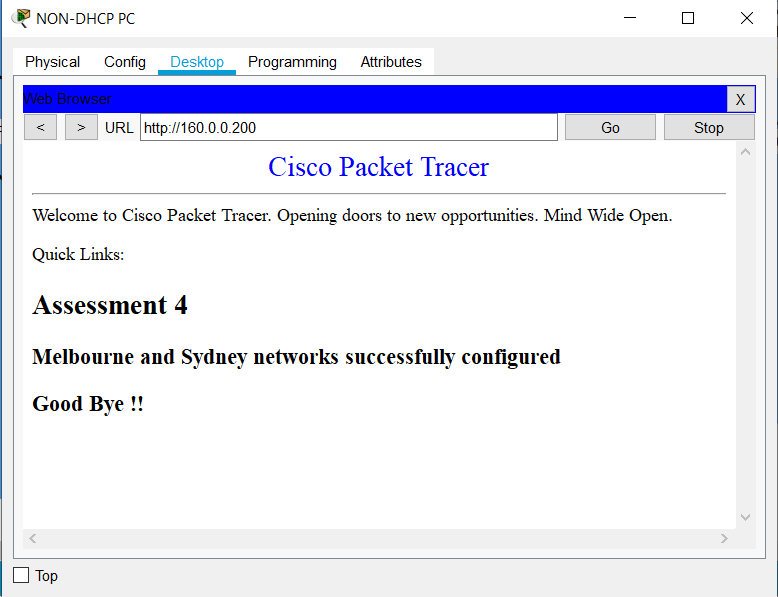 NON-DHCP PC
Physical Config Desktop Programming Attributes
Web Browser X
< > URL http://160.0.0.200 Go Stop
Cisco Packet Tracer
Welcome to Cisco Packet Tracer. Opening doors to new opportunities. Mind Wide Open.
Quick Links:
Assessment 4
Melbourne and Sydney networks successfully configured
Good Bye !!
Top